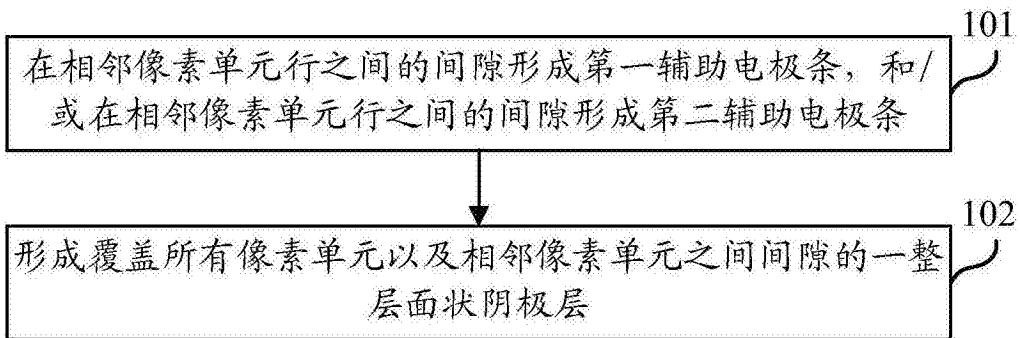 101
在相邻像素单元行之间的间隙形成第一辅助电极条，和/
或在相邻像素单元行之间的间隙形成第二辅助电极条
102
形成覆盖所有像素单元以及相邻像素单元之间间隙的一整
层面状阴极层